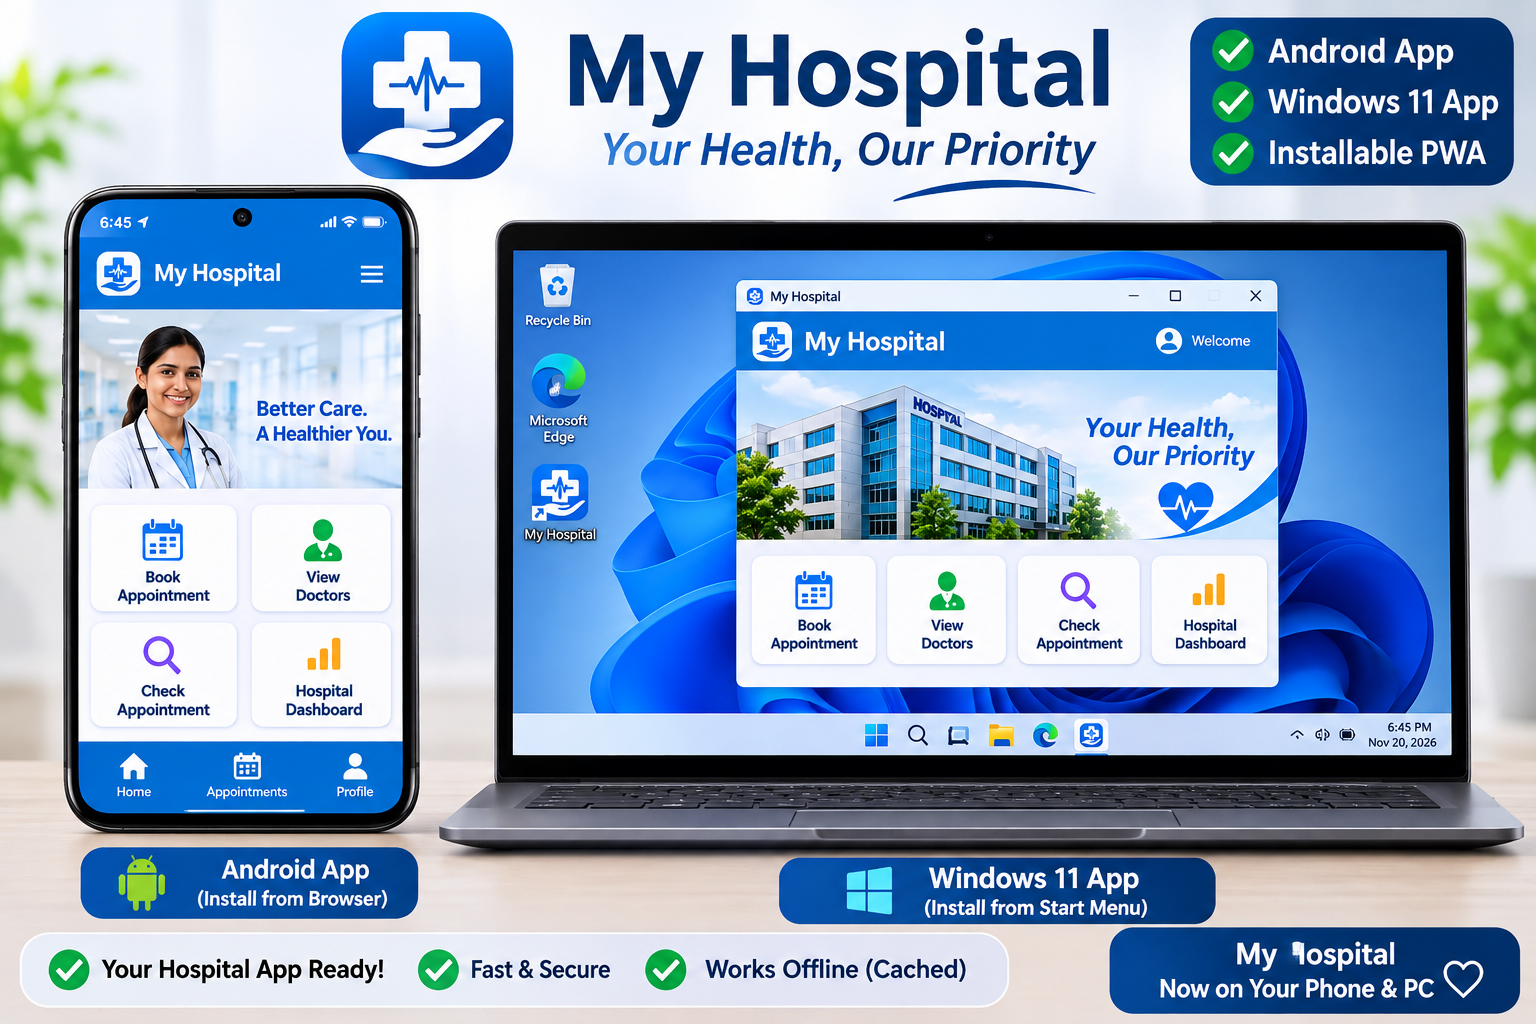 My Hospital
Your Health, Our Priority
Android App
Windows 11 App
Installable PWA
6:45
My Hospital
Better Care.
A Healthier You.
Book
Appointment
View
Doctors
Check
Appointment
Hospital
Dashboard
Home
Appointments
Profile
Recycle Bin
Microsoft
Edge
My Hospital
My Hospital
My Hospital
Welcome
HOSPITAL
Your Health,
Our Priority
Book
Appointment
View
Doctors
Check
Appointment
Hospital
Dashboard
6:45 PM
Nov 20, 2026
Android App
(Install from Browser)
Windows 11 App
(Install from Start Menu)
Your Hospital App Ready!
Fast & Secure
Works Offline (Cached)
My
Now on Your Phone & PC